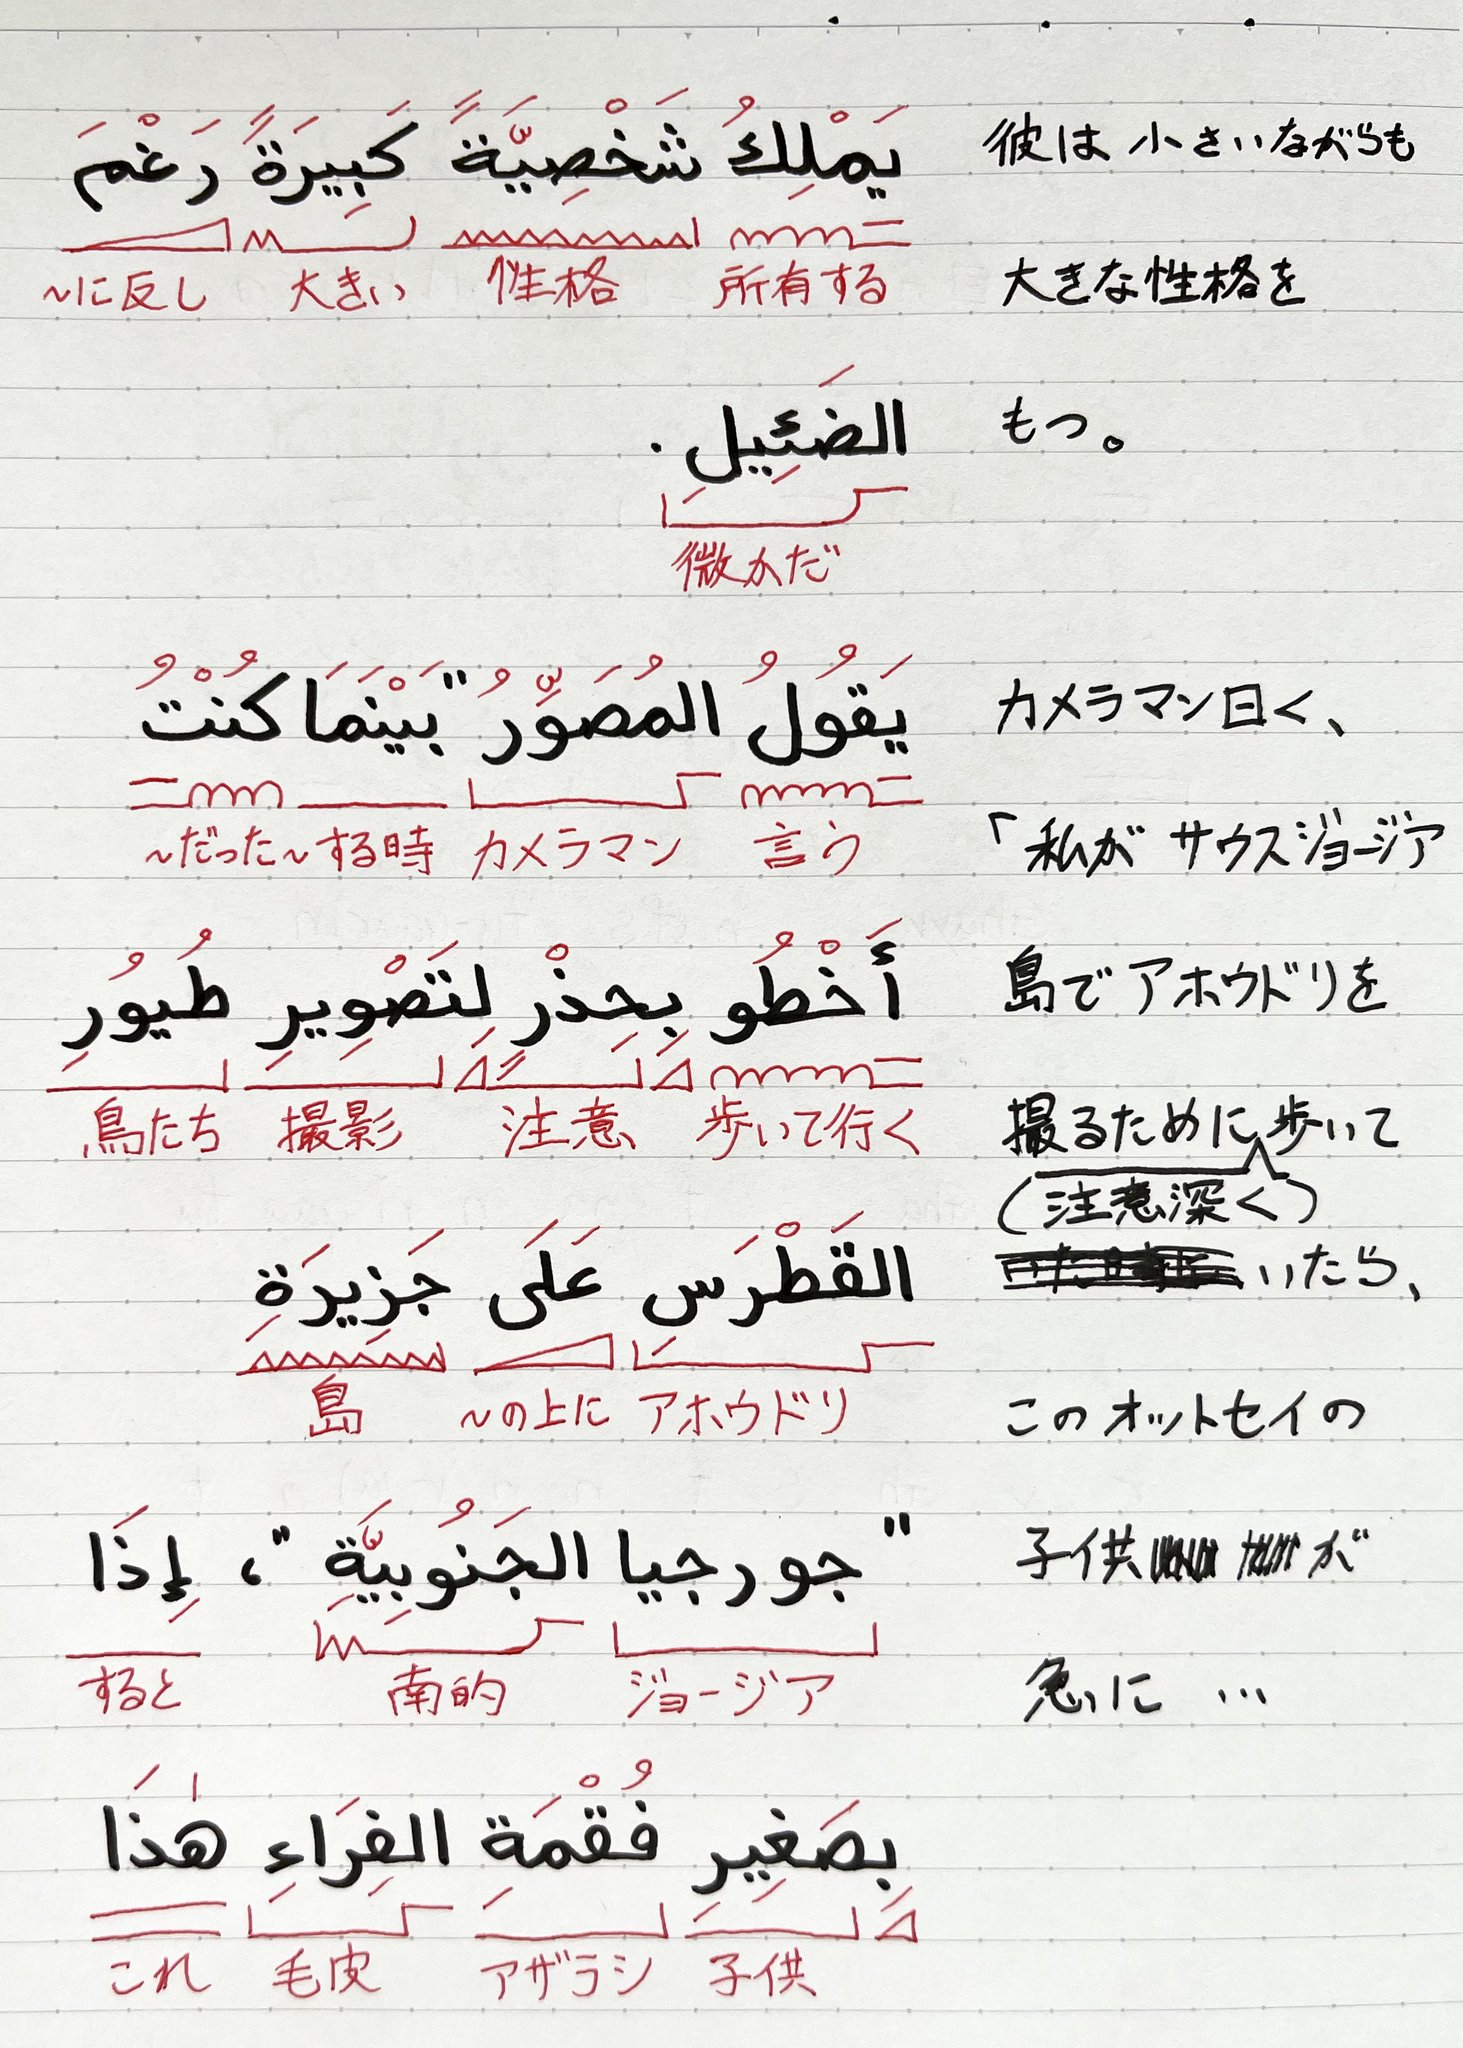 يَمْلِكُ شَخْصِيَّةً كَبِيرَةً رَغْمَ
彼は小さいながらも
所有する 性格 大きい 〜に反し
大きな性格を
الضَئِيلِ.
もつ。
微かだ
يَقُولُ المُصَوِّرُ "بَيْنَمَا كُنْتُ
カメラマン曰く、
言う カメラマン 〜する時 〜だった
「私がサウスジョージア
أَخْطُو بِحِذْرٍ لِتَصْوِيرِ طُيُورِ
島でアホウドリを
歩いて行く 注意 撮影 鳥たち
撮るために歩いて
(注意深く)
القَطْرَسِ عَلَى جَزِيرَةِ
いたら、
アホウドリ 〜の上に 島
このオットセイの
"جورجيا الجَنُوبِيَّةِ"، إِذَا
子供が
ジョージア 南的 すると
急に…
بِصَغِيرِ فُقْمَةِ الفِرَاءِ هٰذَا
子供 アザラシ 毛皮 これ